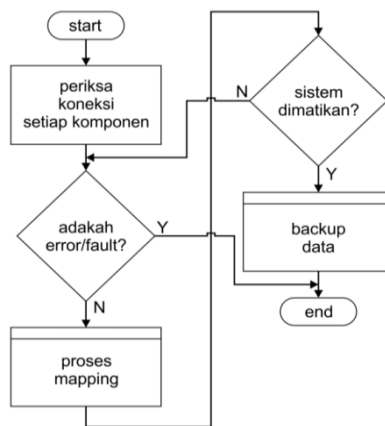 start
periksa
koneksi
setiap komponen
adakah
error/fault?
Y
N
proses
mapping
sistem
dimatikan?
N
Y
backup
data
end